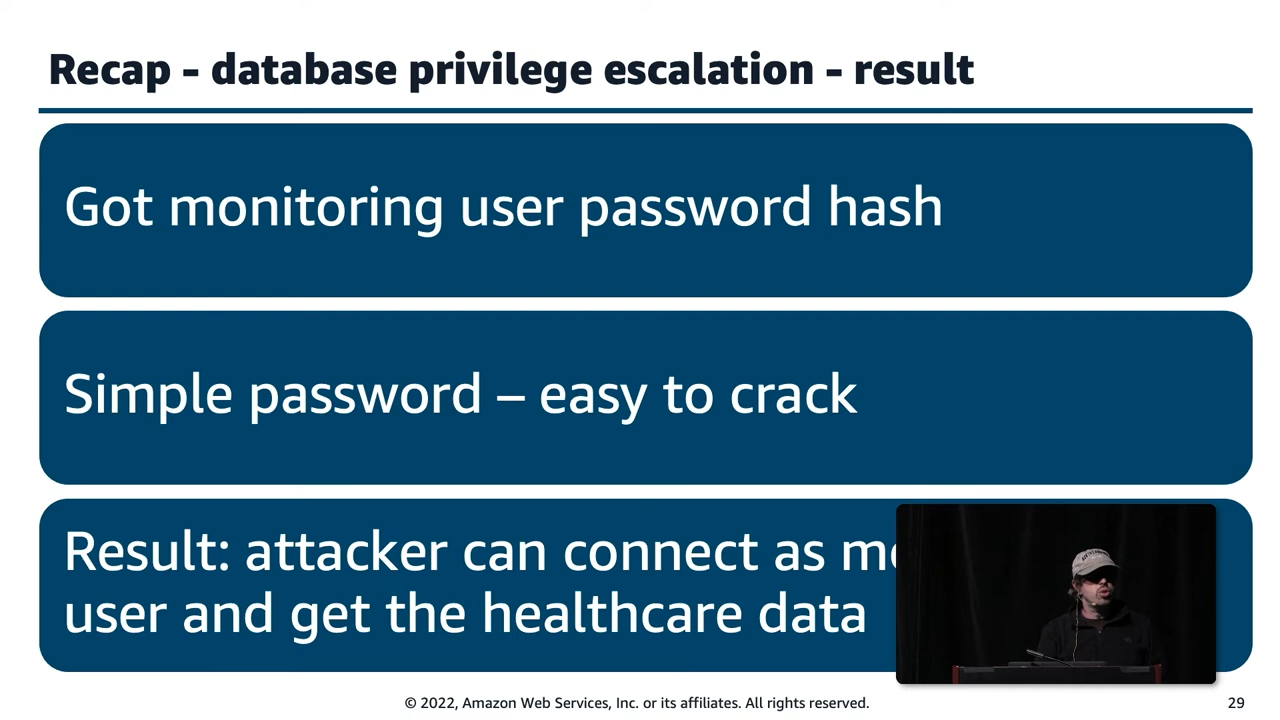 Recap - database privilege escalation - result
Got monitoring user password hash
Simple password – easy to crack
Result: attacker can connect as
user and get the healthcare data
© 2022, Amazon Web Services, Inc. or its affiliates. All rights reserved.
29